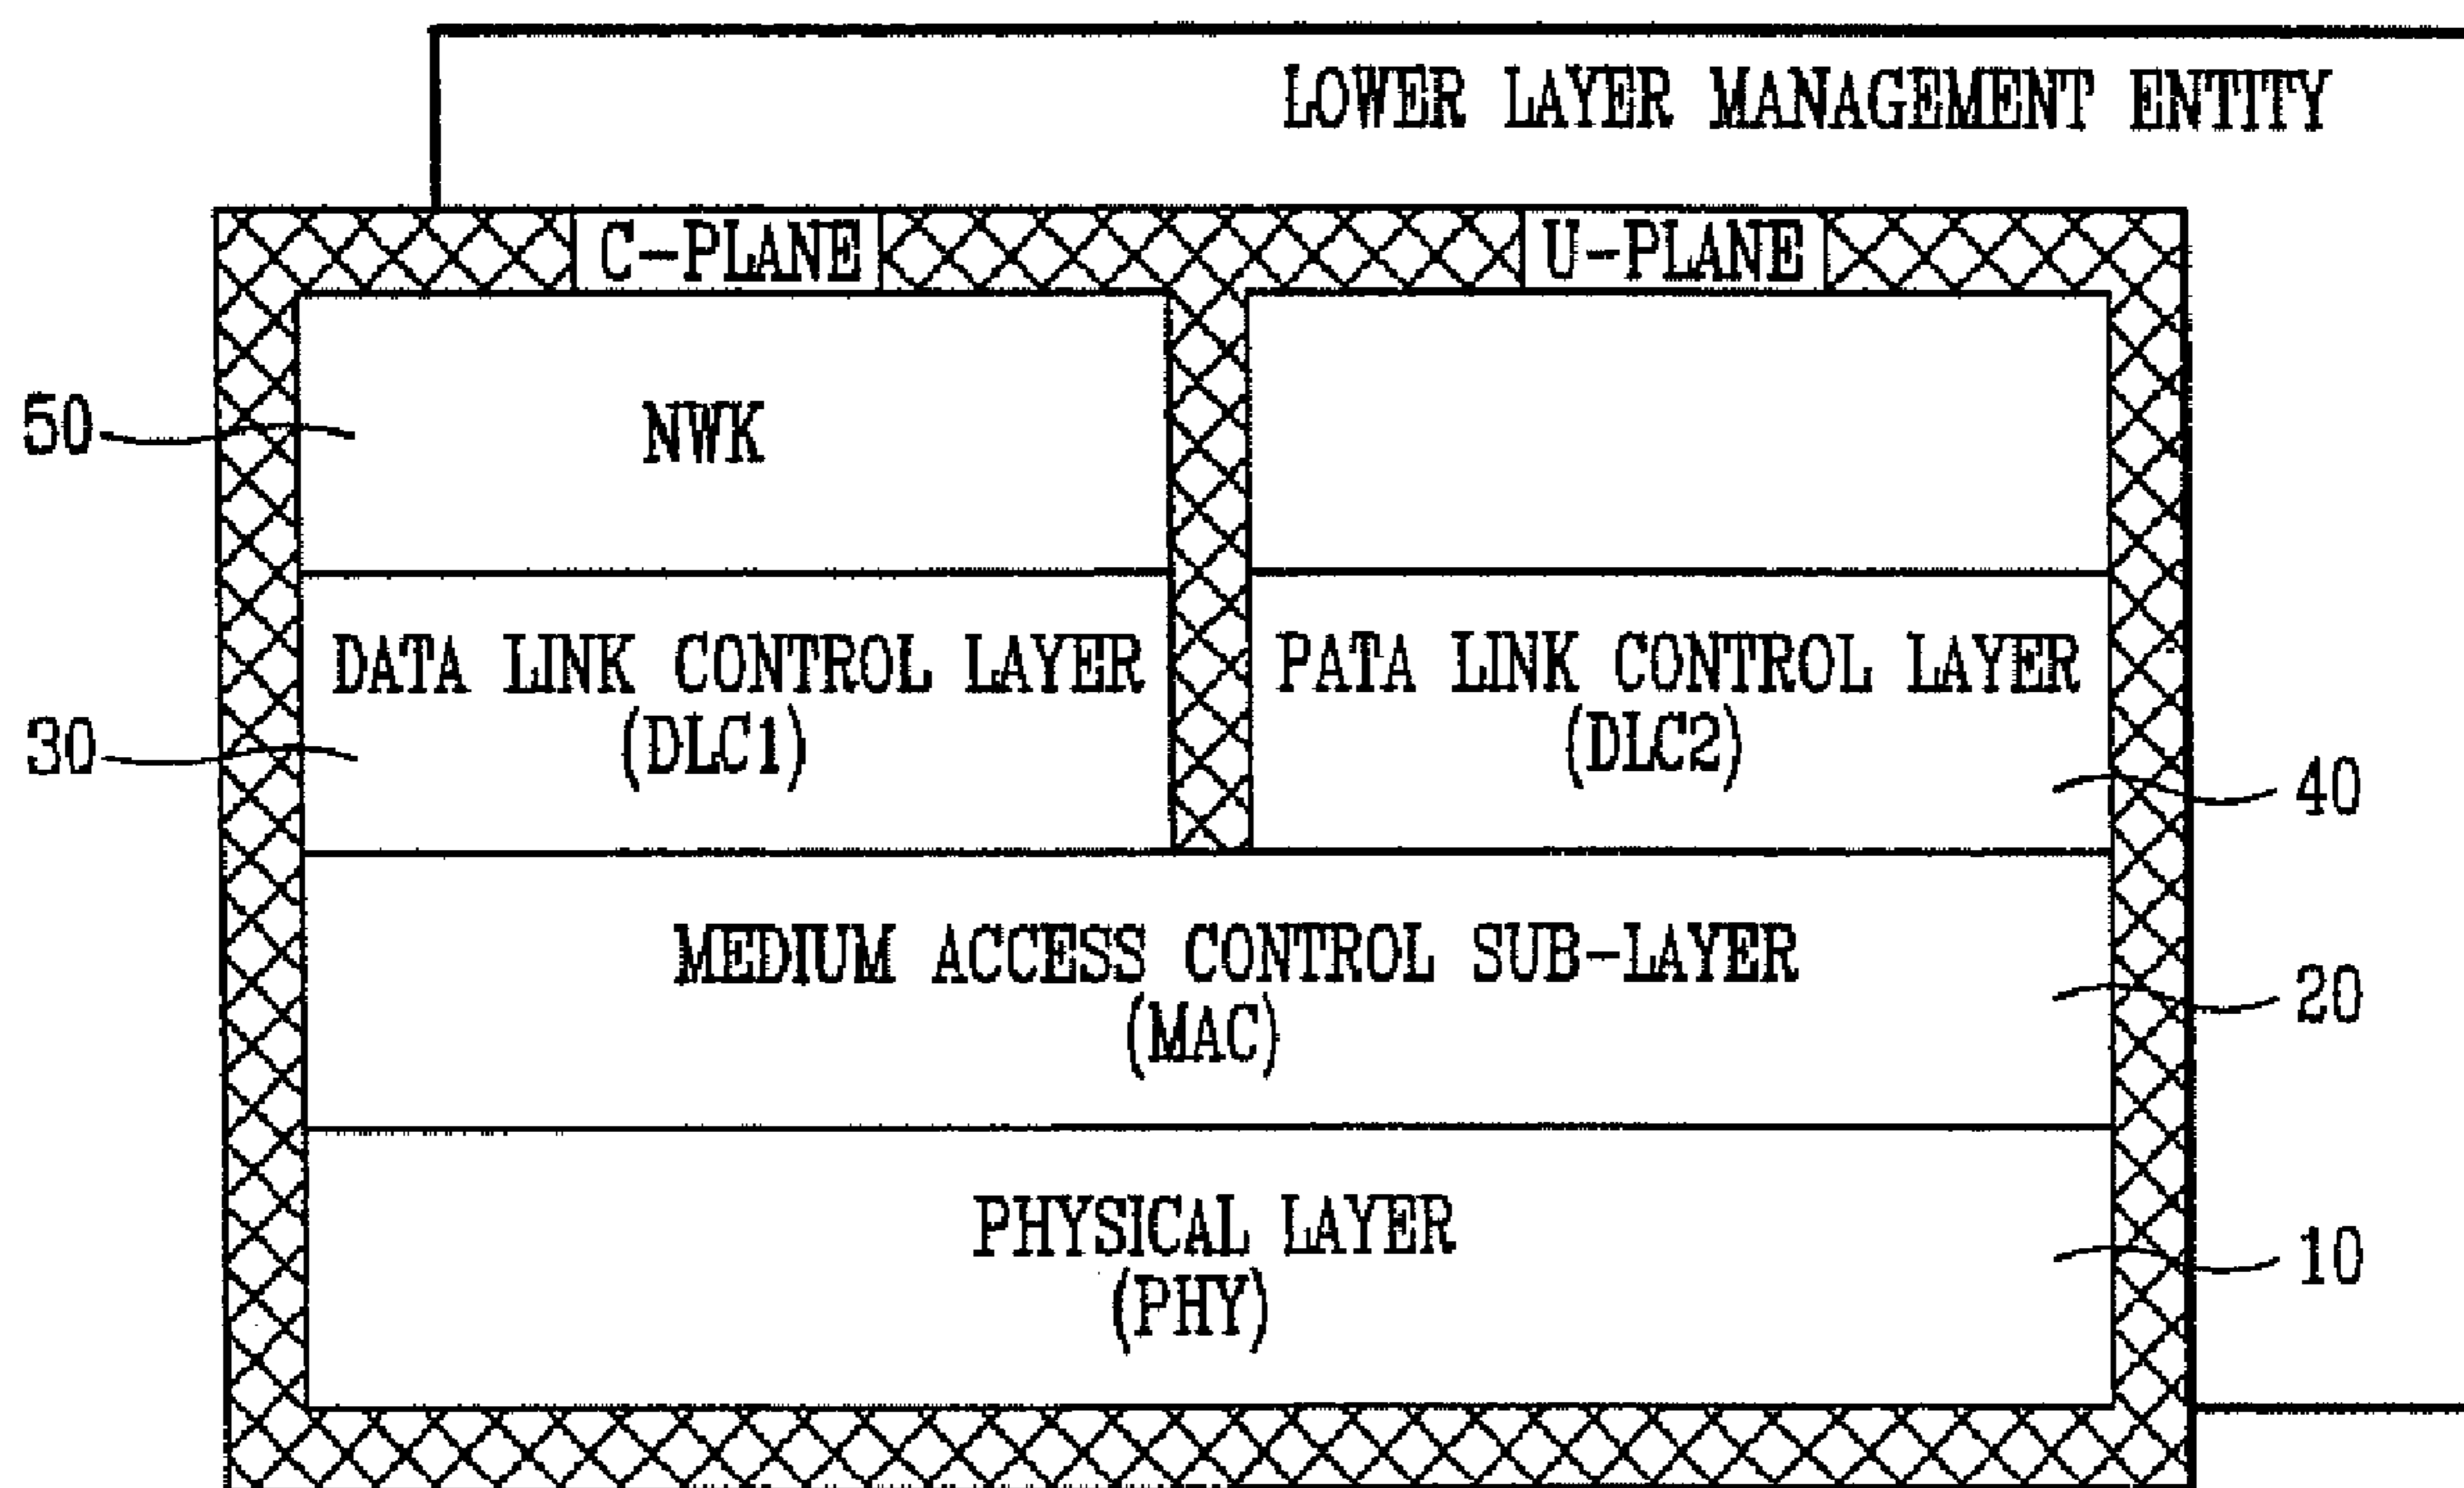 LOWER LAYER MANAGEMENT ENTITY
C-PLANE
U-PLANE
50
NWK
DATA LINK CONTROL LAYER
(DLC1)
30
PATA LINK CONTROL LAYER
(DLC2)
40
MEDIUM ACCESS CONTROL SUB-LAYER
(MAC)
20
PHYSICAL LAYER
(PHY)
10